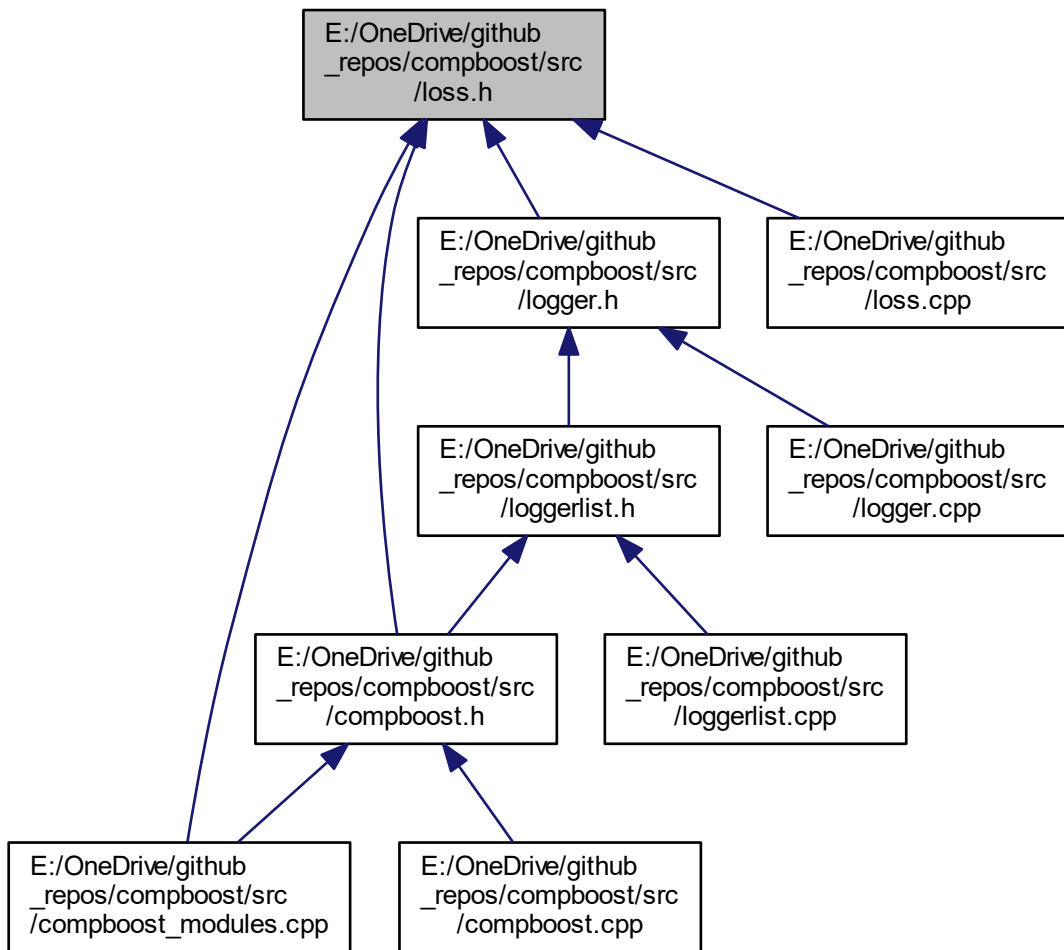 E:/OneDrive/github
_repos/compboost/src
/loss.h
E:/OneDrive/github
_repos/compboost/src
/logger.h
E:/OneDrive/github
_repos/compboost/src
/loss.cpp
E:/OneDrive/github
_repos/compboost/src
/loggerlist.h
E:/OneDrive/github
_repos/compboost/src
/logger.cpp
E:/OneDrive/github
_repos/compboost/src
/compboost.h
E:/OneDrive/github
_repos/compboost/src
/loggerlist.cpp
E:/OneDrive/github
_repos/compboost/src
/compboost_modules.cpp
E:/OneDrive/github
_repos/compboost/src
/compboost.cpp